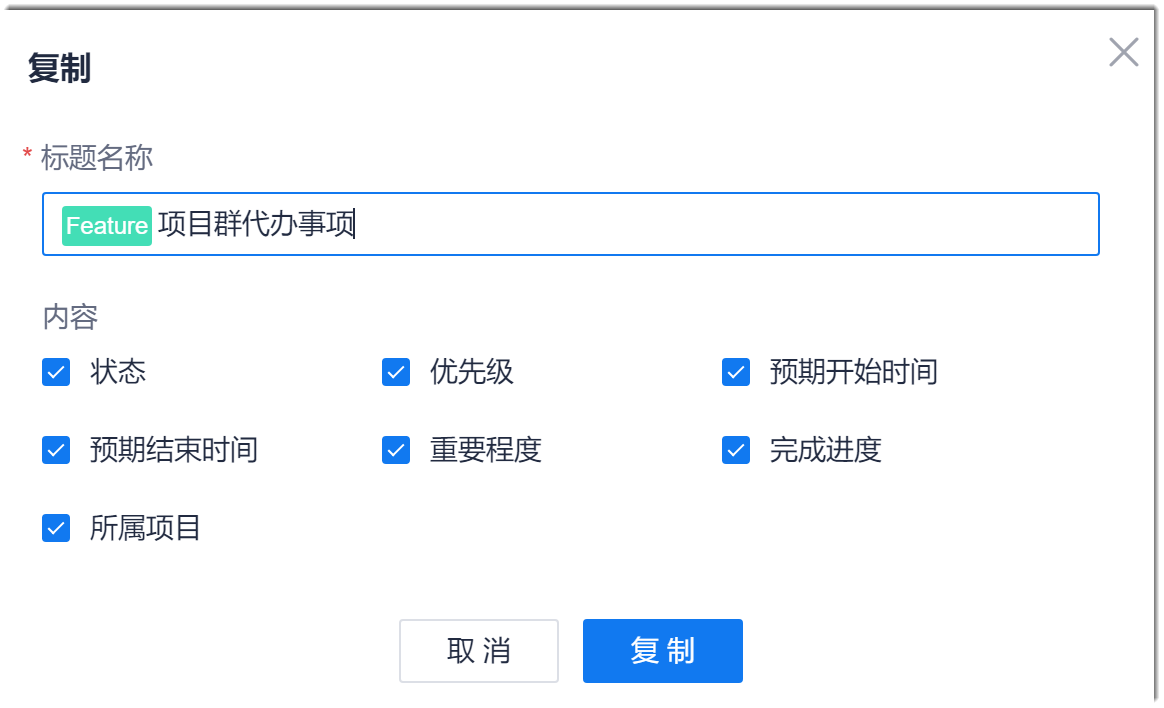 复制
* 标题名称
Feature 项目群代办事项
内容
状态 优先级 预期开始时间
预期结束时间 重要程度 完成进度
所属项目
取 消 复 制